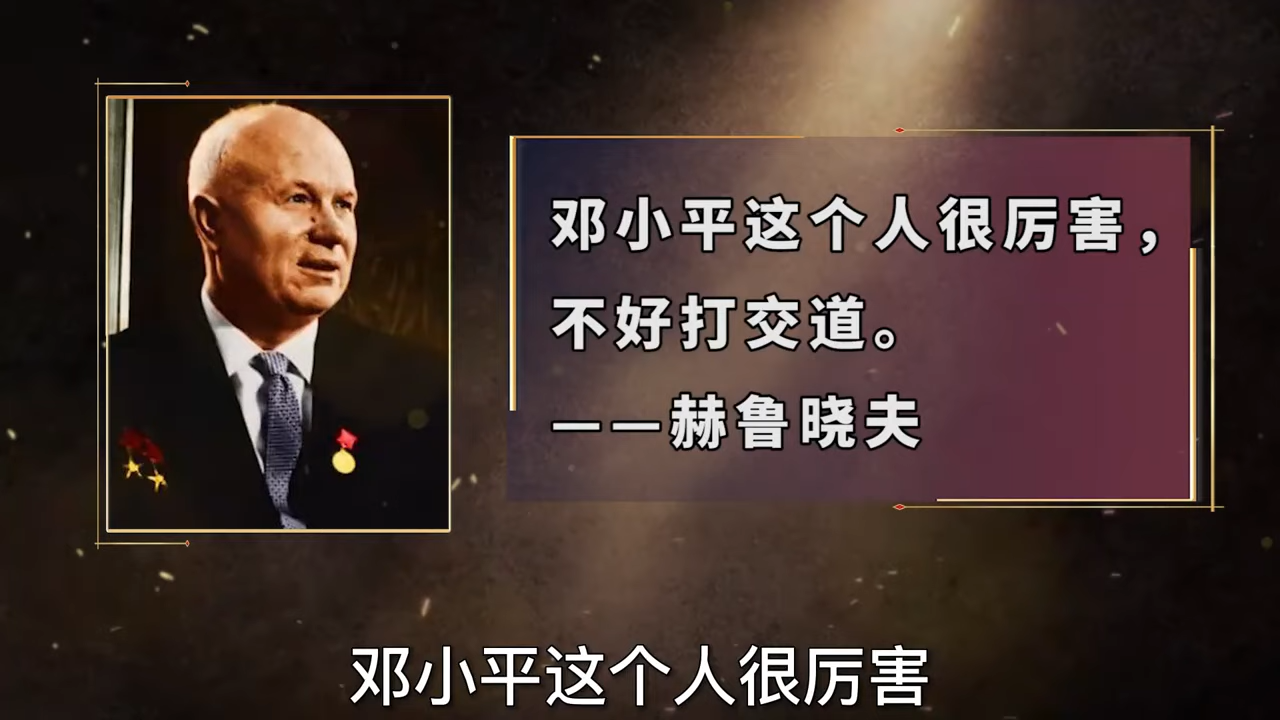 邓小平这个人很厉害，
不好打交道。
——赫鲁晓夫
邓小平这个人很厉害